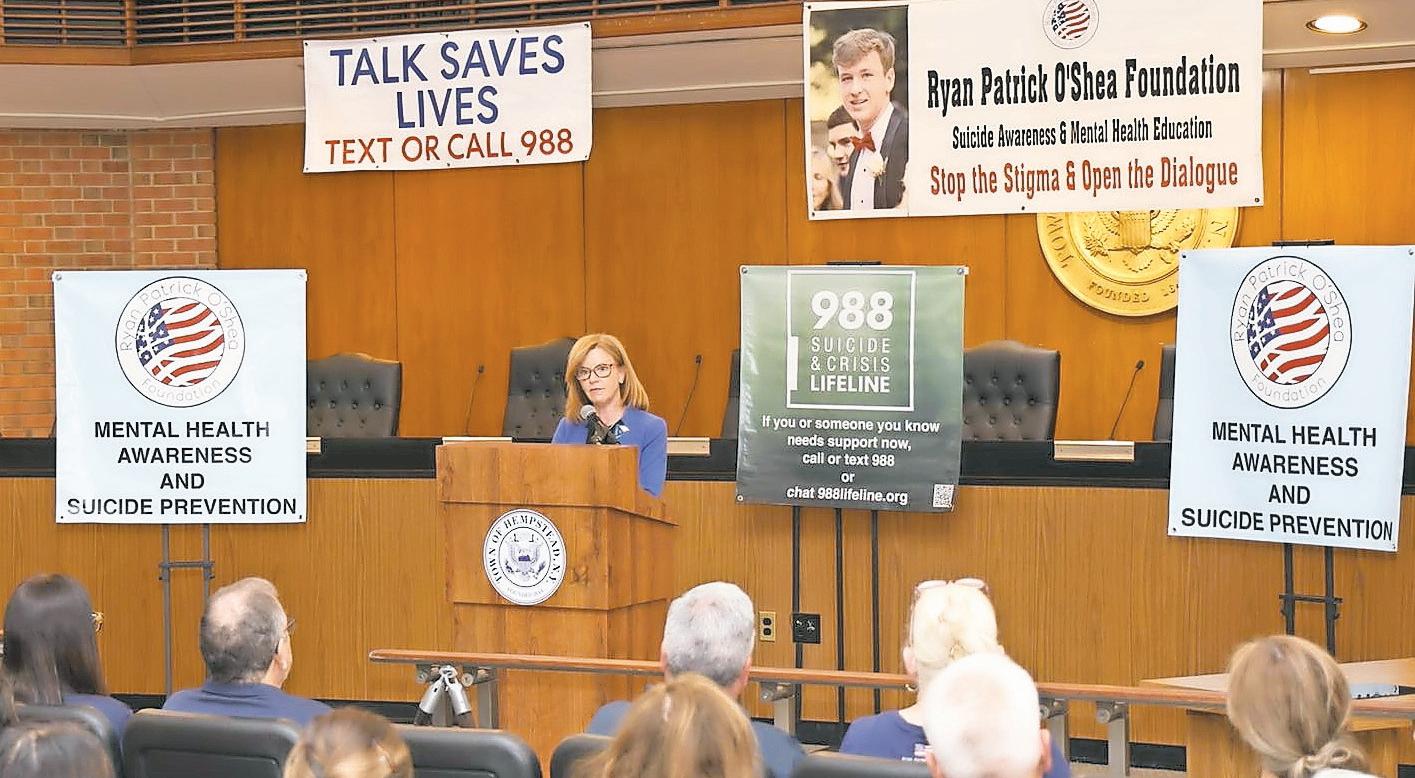 TALK SAVES
LIVES
TEXT OR CALL 988
Ryan Patrick O'Shea Foundation
Suicide Awareness & Mental Health Education
Stop the Stigma & Open the Dialogue
Ryan Patrick O'Shea
Foundation
MENTAL HEALTH
AWARENESS
AND
SUICIDE PREVENTION
988
SUICIDE
& CRISIS
LIFELINE
If you or someone you know
needs support now,
call or text 988
or
chat 988lifeline.org
FOUNDED
Ryan Patrick O'Shea
Foundation
MENTAL HEALTH
AWARENESS
AND
SUICIDE PREVENTION
TOWN OF HEMPSTEAD, N.Y.